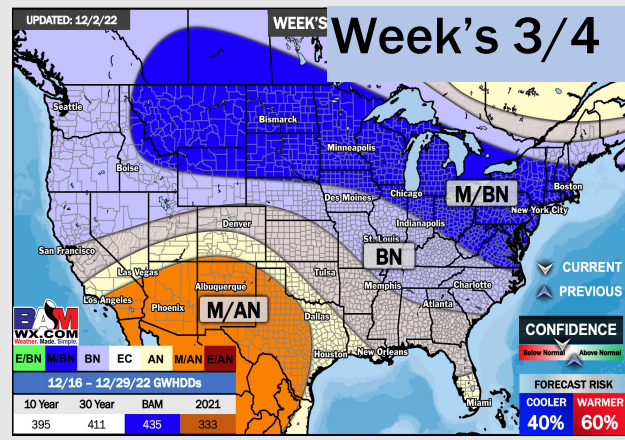 UPDATED: 12/2/22
WEEK'S
Week's 3/4
Seattle
Bismarck
Minneapolis
Boise
Des Moines
Chicago
M/BN
Boston
New York City
Denver
Indianapolis
St. Louis
San Francisco
BN
CURRENT
Las Vegas
Tulsa
Albuquerque
Memphis
Charlotte
PREVIOUS
Los Angeles
Phoenix
M/AN
Atlanta
Dallas
BAM
WX.COM
Weather. Made. Simple.
CONFIDENCE
Below Normal
Above Normal
Houston
New Orleans
E/BN M/BN BN EC AN M/AN E/AN
12/16 – 12/29/22 GWHDDs
10 Year 30 Year BAM 2021
395 411 435 333
Miami
FORECAST RISK
COOLER WARMER
40% 60%